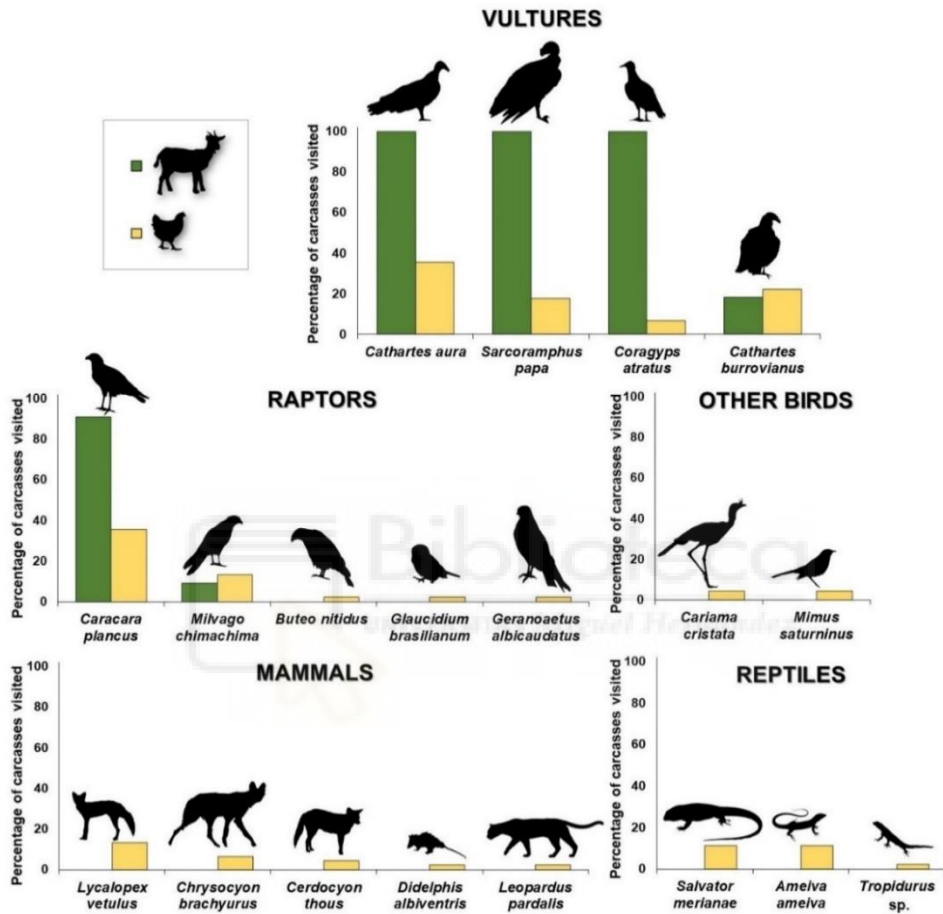 VULTURES
Percentage of carcasses visited
100
80
60
40
20
0
Cathartes aura
Sarcoramphus
papa
Coragyps
atratus
Cathartes
burrovianus
RAPTORS
Percentage of carcasses visited
100
80
60
40
20
0
Caracara
plancus
Milvago
chimachima
Buteo nitidus
Glaucidium
brasilianum
Geranoaetus
albicaudatus
OTHER BIRDS
Percentage of carcasses visited
100
80
60
40
20
0
Cariama
cristata
Mimus
saturninus
Biblioteca
MAMMALS
Percentage of carcasses visited
100
80
60
40
20
0
Lycalopex
vetulus
Chrysocyon
brachyurus
Cerdocyon
thous
Didelphis
albiventris
Leopardus
pardalis
REPTILES
Percentage of carcasses visited
100
80
60
40
20
0
Salvator
merianae
Ameiva
ameiva
Tropidurus
sp.